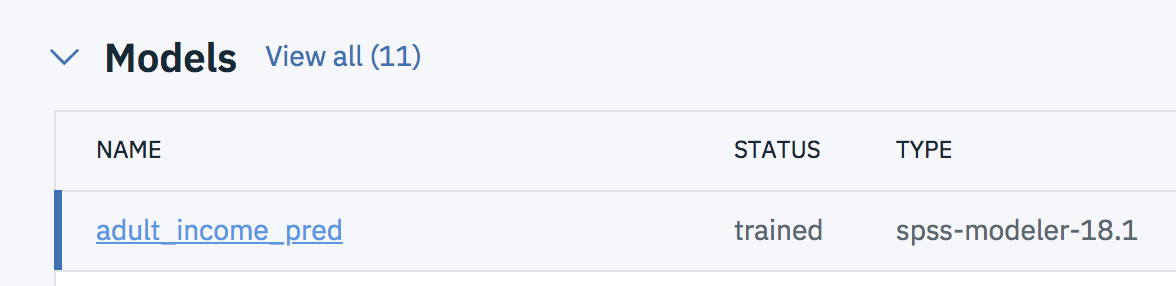 Models View all (11)
NAME STATUS TYPE
adult_income_pred trained spss-modeler-18.1